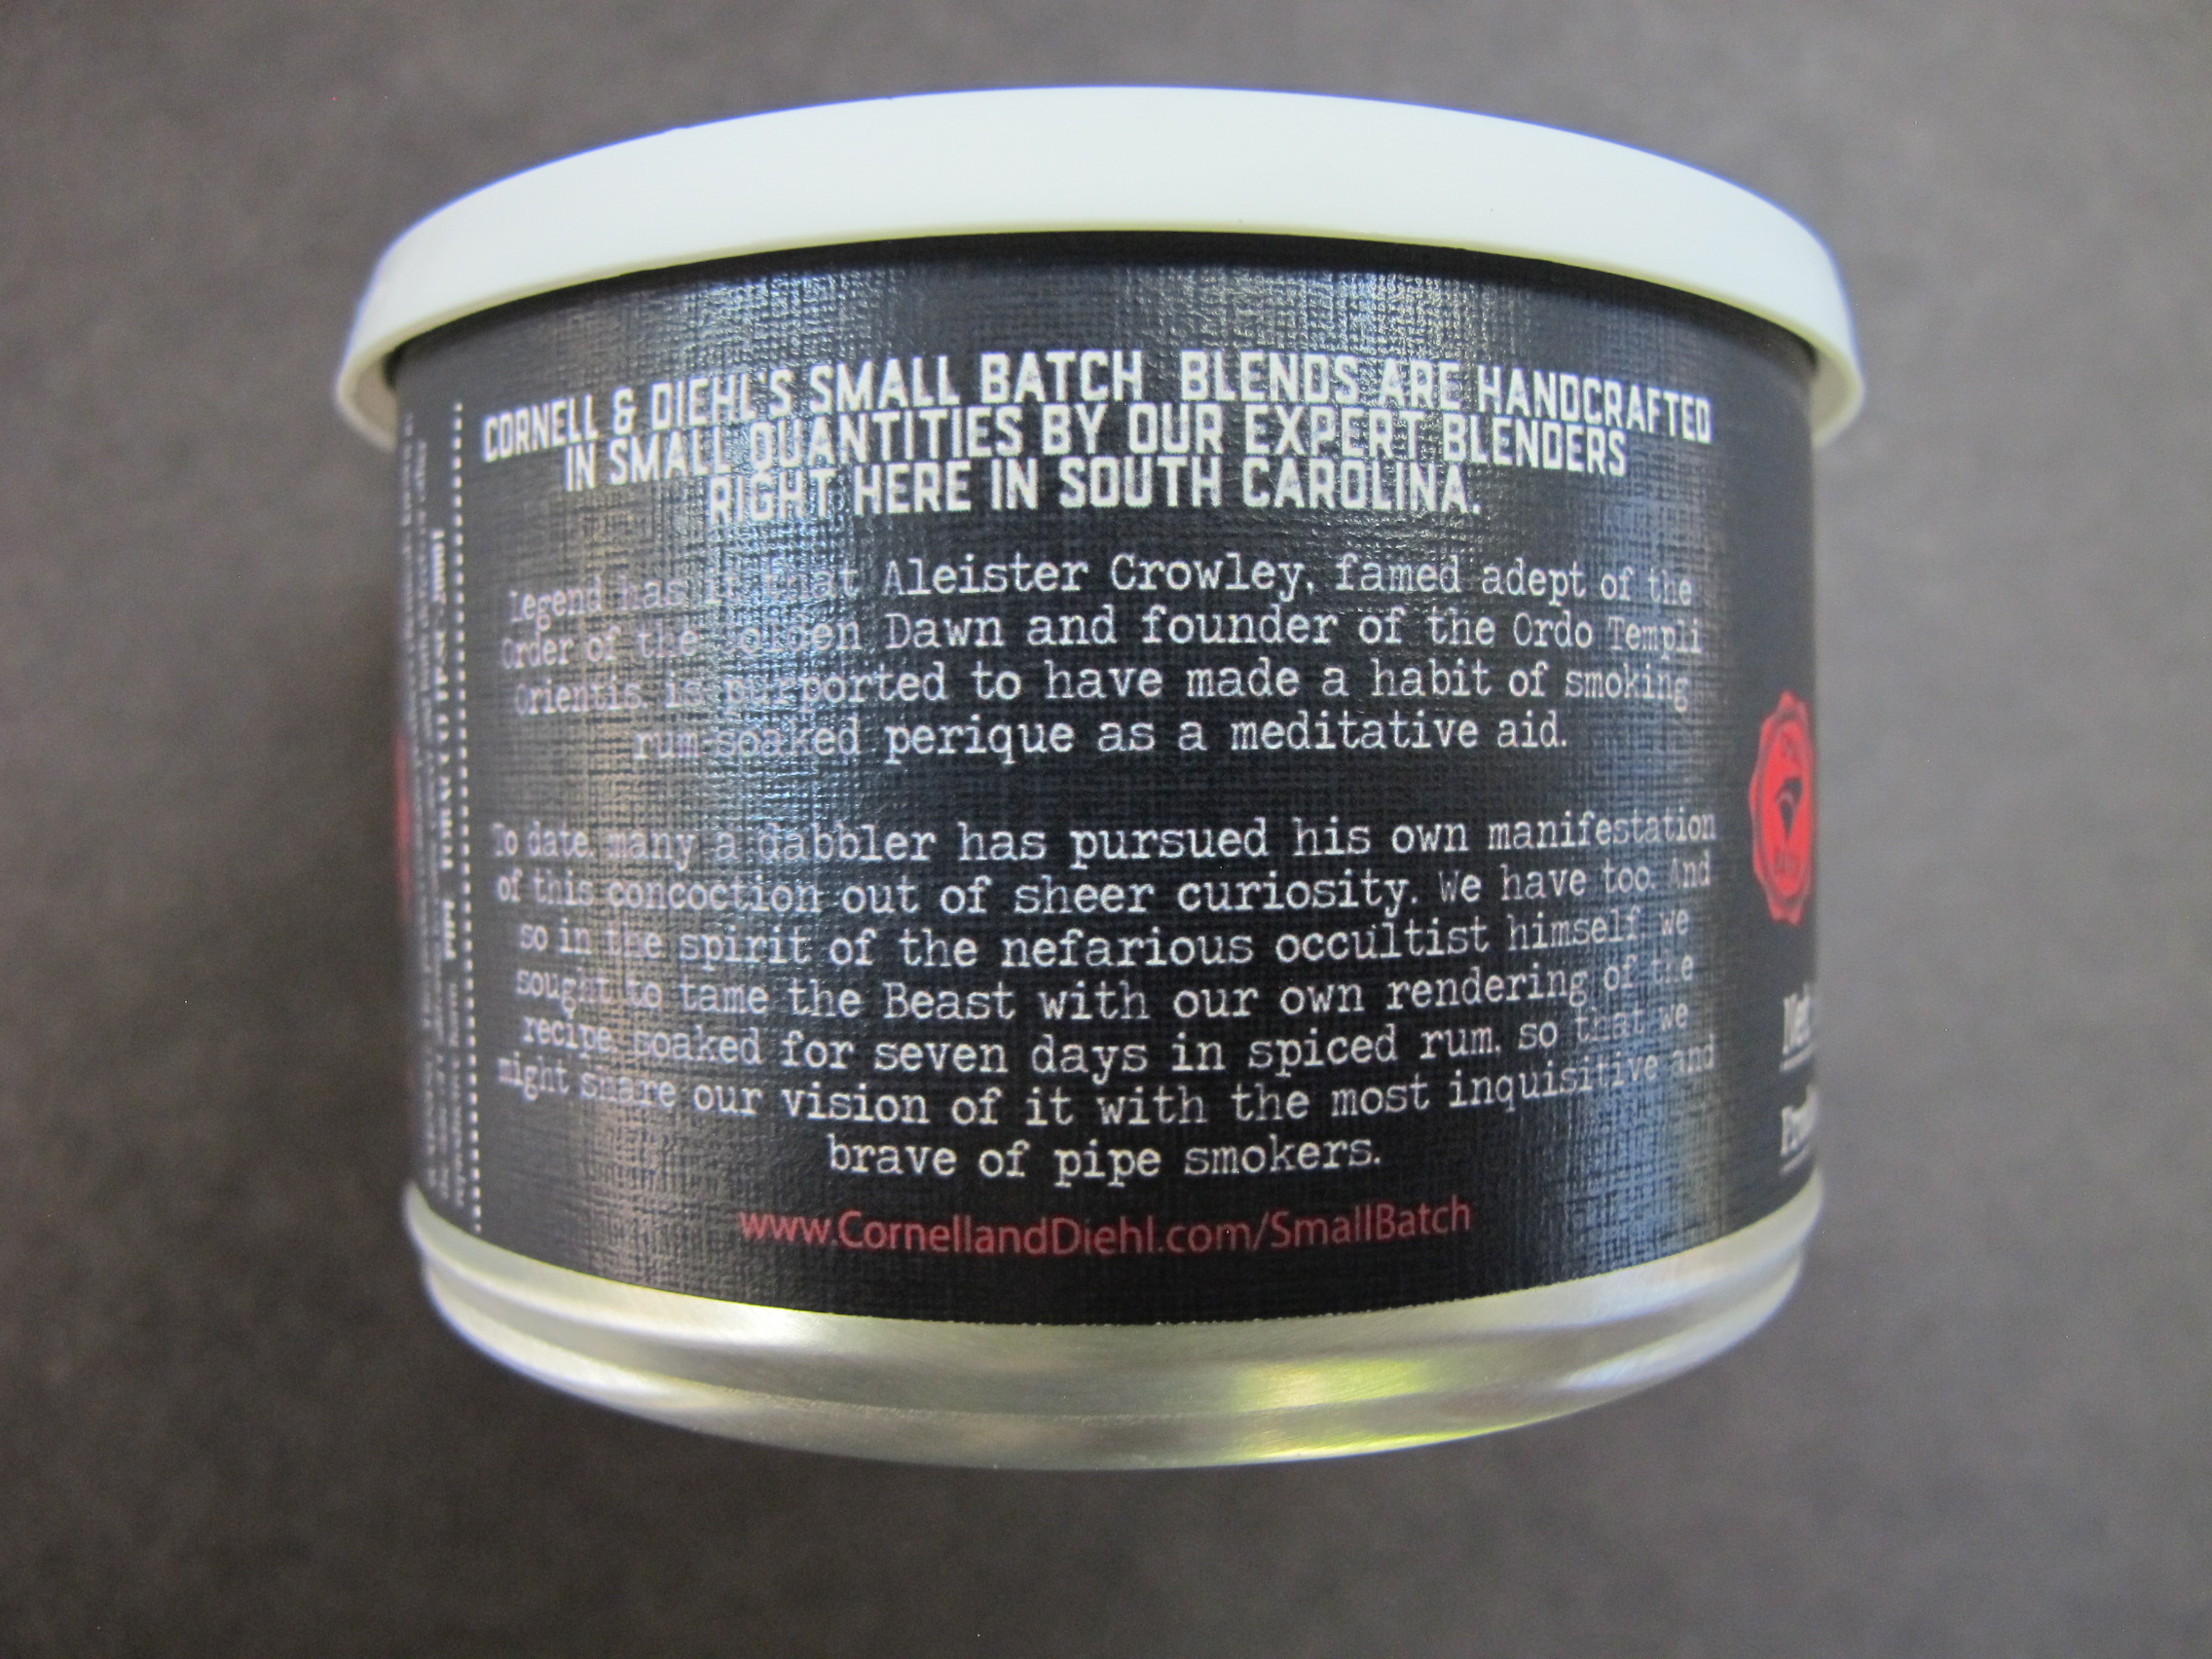 CORNELL & DIEHL'S SMALL BATCH BLENDS ARE HANDCRAFTED
IN SMALL QUANTITIES BY OUR EXPERT BLENDERS
RIGHT HERE IN SOUTH CAROLINA.
Legend has it that Aleister Crowley, famed adept of the
Order of the Golden Dawn and founder of the Ordo Templi
Orientis, is purported to have made a habit of smoking
rum-soaked perique as a meditative aid.
To date, many a dabbler has pursued his own manifestation
of this concoction out of sheer curiosity. We have too. And
so in the spirit of the nefarious occultist himself, we
sought to tame the Beast with our own rendering of the
recipe, soaked for seven days in spiced rum, so that we
might share our vision of it with the most inquisitive and
brave of pipe smokers.
www.CornellandDiehl.com/SmallBatch